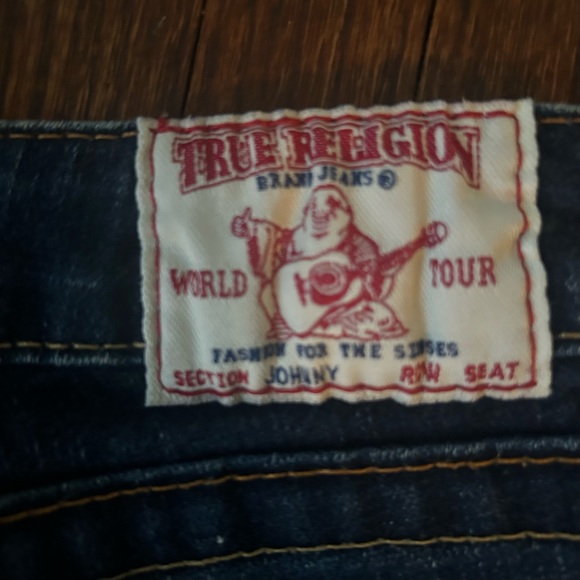 TRUE RELIGION
BRAND JEANS®
WORLD TOUR
FASHION FOR THE SENSES
SECTION JOHNNY ROW SEAT